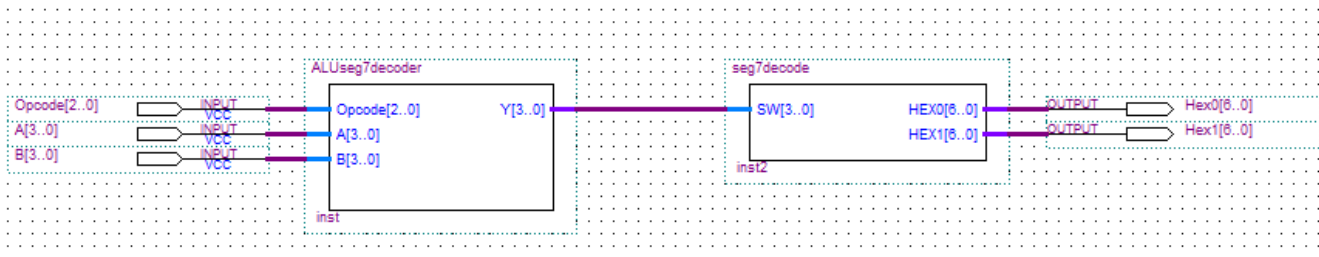 ALUseg7decoder
seg7decode
Opcode[2..0] INPUT VCC Opcode[2..0] Y[3..0] SW[3..0] HEX0[6..0] OUTPUT Hex0[6..0]
A[3..0] INPUT VCC A[3..0] HEX1[6..0] OUTPUT Hex1[6..0]
B[3..0] INPUT VCC B[3..0]
inst2
inst